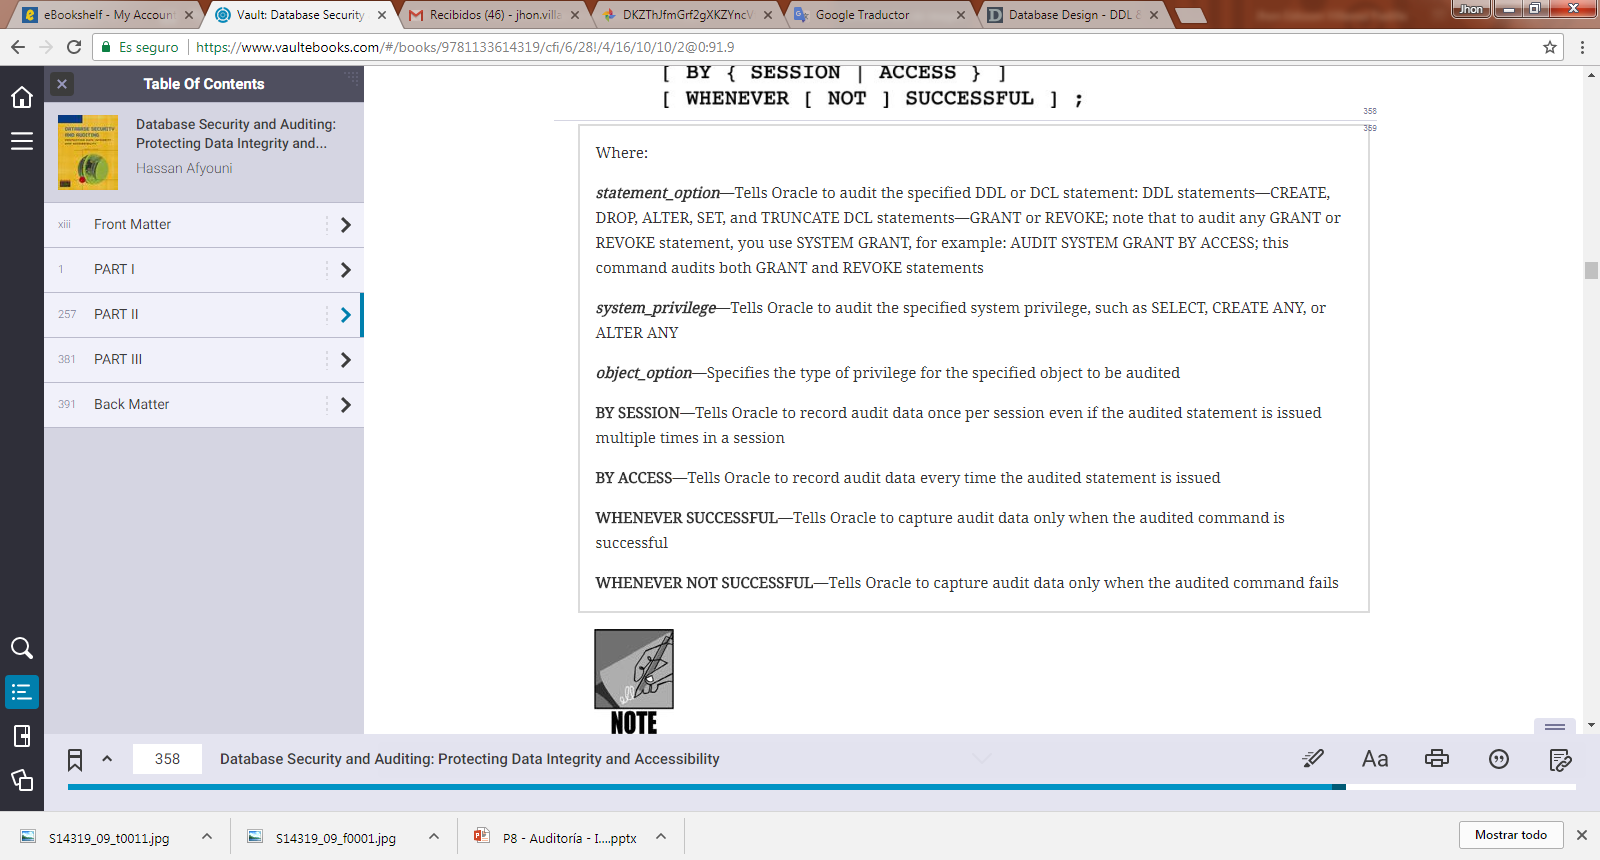 eBookshelf - My Accoun
Vault: Database Security
Recibidos (46) - jhon.villa
DKZThJfmGrf2gXKZYncV
Google Traductor
Database Design - DDL &
Jhon
Es seguro
https://www.vaultebooks.com/#/books/9781133614319/cfi/6/28!/4/16/10/10/2@0:91.9
Table Of Contents
Database Security and Auditing:
Protecting Data Integrity and...
Hassan Afyouni
xiii Front Matter
1 PART I
257 PART II
381 PART III
391 Back Matter
[ BY { SESSION | ACCESS } ]
[ WHENEVER [ NOT ] SUCCESSFUL ] ;
358
359
Where:
statement_option—Tells Oracle to audit the specified DDL or DCL statement: DDL statements—CREATE,
DROP, ALTER, SET, and TRUNCATE DCL statements—GRANT or REVOKE; note that to audit any GRANT or
REVOKE statement, you use SYSTEM GRANT, for example: AUDIT SYSTEM GRANT BY ACCESS; this
command audits both GRANT and REVOKE statements
system_privilege—Tells Oracle to audit the specified system privilege, such as SELECT, CREATE ANY, or
ALTER ANY
object_option—Specifies the type of privilege for the specified object to be audited
BY SESSION—Tells Oracle to record audit data once per session even if the audited statement is issued
multiple times in a session
BY ACCESS—Tells Oracle to record audit data every time the audited statement is issued
WHENEVER SUCCESSFUL—Tells Oracle to capture audit data only when the audited command is
successful
WHENEVER NOT SUCCESSFUL—Tells Oracle to capture audit data only when the audited command fails
NOTE
358
Database Security and Auditing: Protecting Data Integrity and Accessibility
Aa
S14319_09_t0011.jpg
S14319_09_f0001.jpg
P8 - Auditoría - I....pptx
Mostrar todo